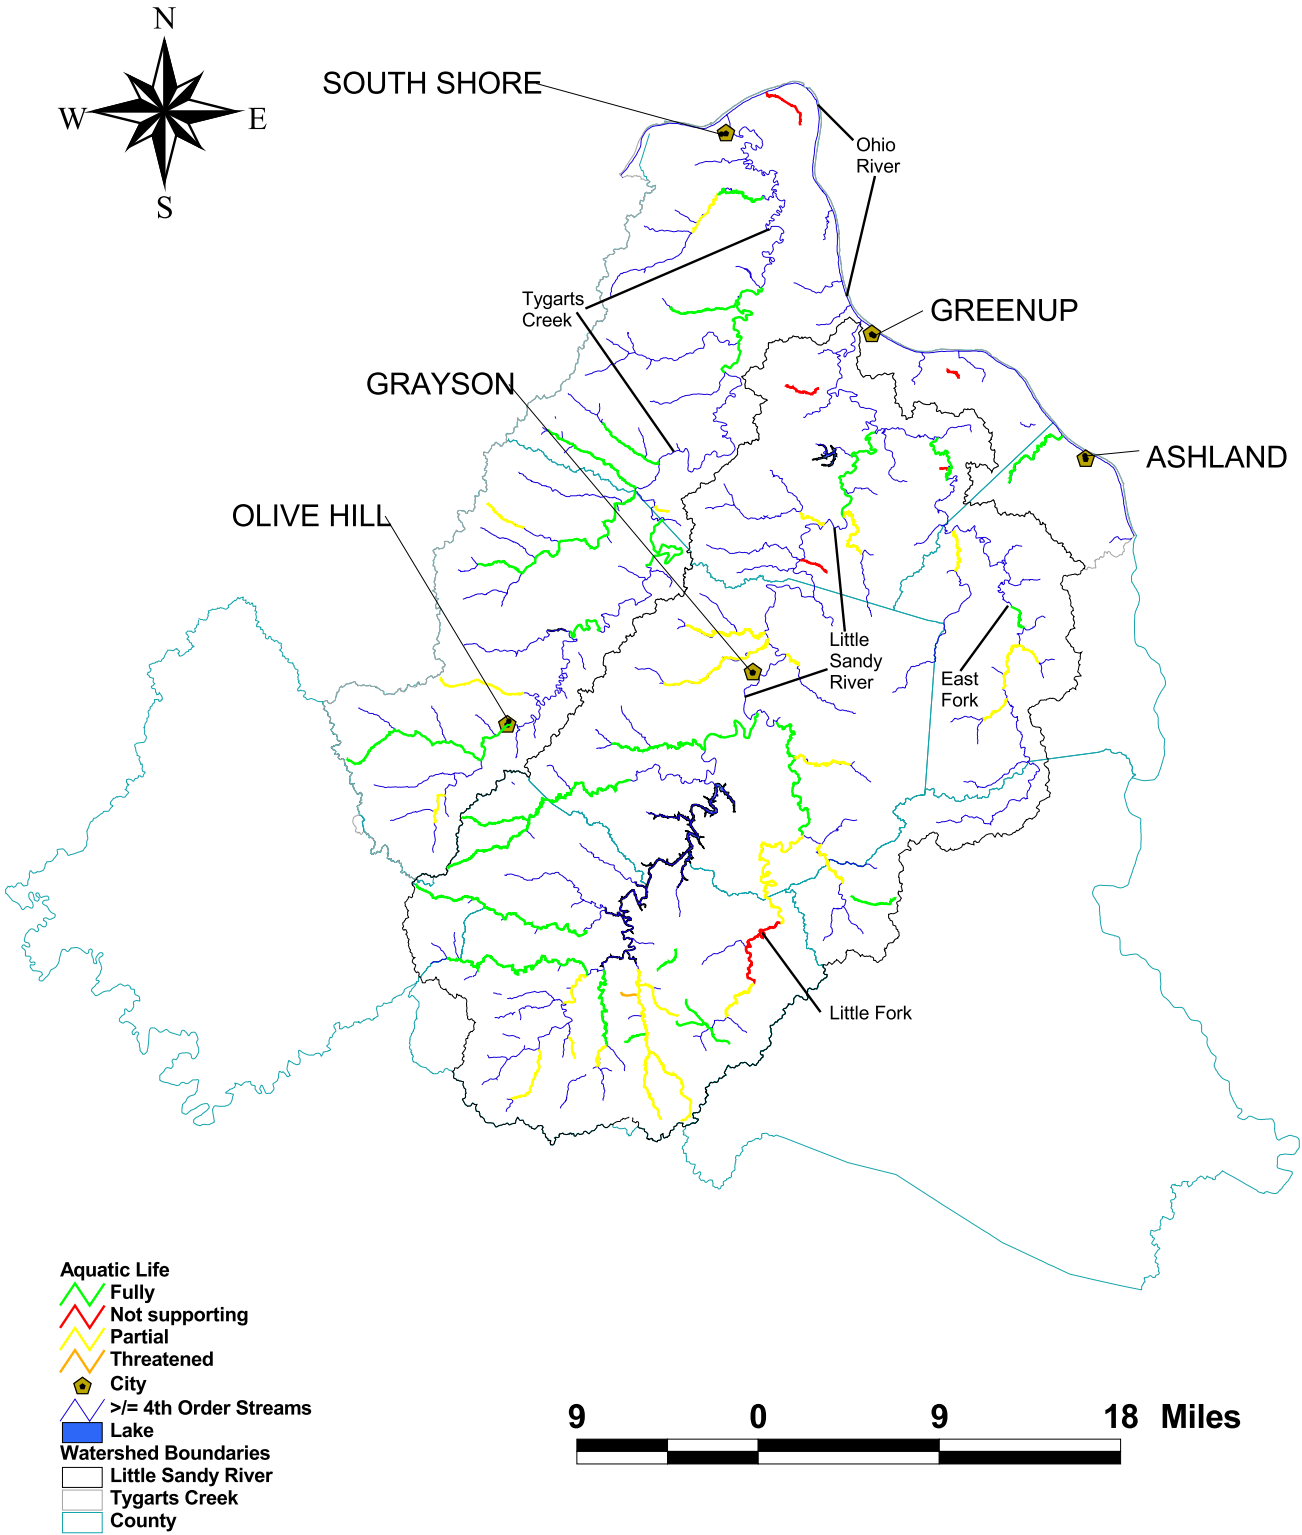 N
W
E
S
SOUTH SHORE
Ohio
River
Tygarts
Creek
GREENUP
GRAYSON
ASHLAND
OLIVE HILL
Little
Sandy
River
East
Fork
Little Fork
Aquatic Life
Fully
Not supporting
Partial
Threatened
City
>/= 4th Order Streams
Lake
Watershed Boundaries
Little Sandy River
Tygarts Creek
County
9 0 9 18 Miles